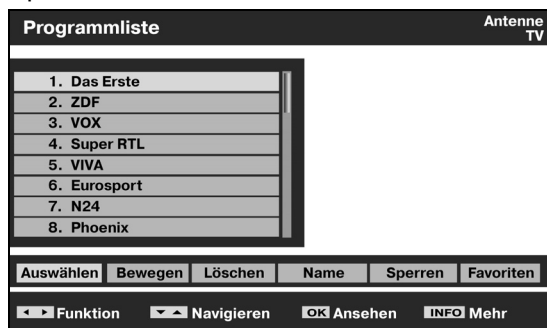 Programmliste
Antenne
TV
1. Das Erste
2. ZDF
3. VOX
4. Super RTL
5. VIVA
6. Eurosport
7. N24
8. Phoenix
Auswählen Bewegen Löschen Name Sperren Favoriten
Funktion Navigieren OK Ansehen INFO Mehr